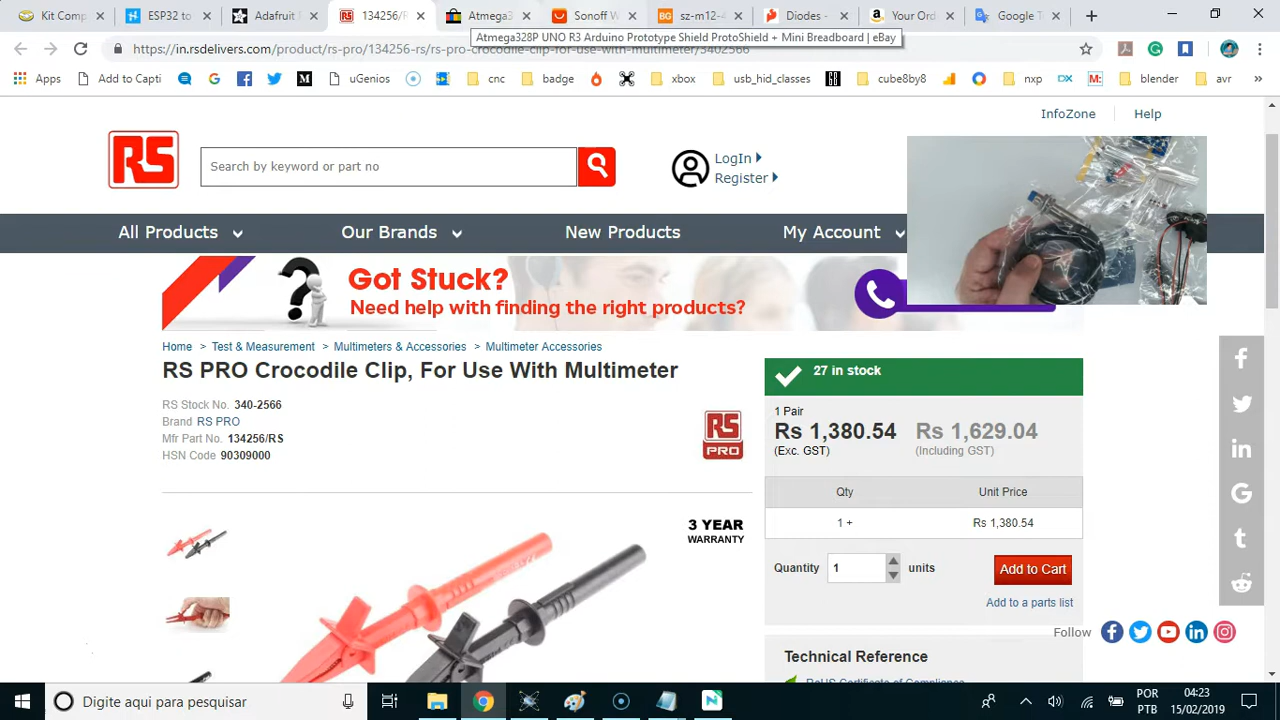 Kit Comp
ESP32 to
Adafruit
134256/R
Atmega3
Sonoff W
sz-m12-4
Diodes -
Your Ord
Google T
Atmega328P UNO R3 Arduino Prototype Shield ProtoShield + Mini Breadboard | eBay
https://in.rsdelivers.com/product/rs-pro/134256-rs/rs-pro-crocodile-clip-for-use-with-multimeter/3402566
Apps
Add to Capti
uGenios
cnc
badge
xbox
usb_hid_classes
cube8by8
nxp
DX
M:
blender
avr
InfoZone
Help
RS
Search by keyword or part no
LogIn
Register
All Products
Our Brands
New Products
My Account
Got Stuck?
Need help with finding the right products?
Home > Test & Measurement > Multimeters & Accessories > Multimeter Accessories
RS PRO Crocodile Clip, For Use With Multimeter
RS Stock No. 340-2566
Brand RS PRO
Mfr Part No. 134256/RS
HSN Code 90309000
RS
PRO
27 in stock
1 Pair
Rs 1,380.54 Rs 1,629.04
(Exc. GST) (Including GST)
Qty Unit Price
1 + Rs 1,380.54
Quantity 1 units
Add to Cart
Add to a parts list
3 YEAR
WARRANTY
Follow
Technical Reference
RoHS Certificate of Compliance
Digite aqui para pesquisar
POR
PTB
04:23
15/02/2019